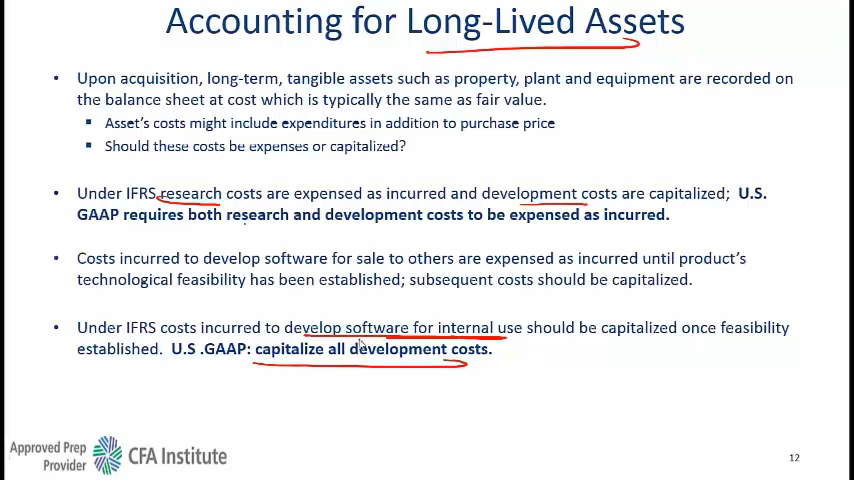 Accounting for Long-Lived Assets
• Upon acquisition, long-term, tangible assets such as property, plant and equipment are recorded on
the balance sheet at cost which is typically the same as fair value.
▪ Asset's costs might include expenditures in addition to purchase price
▪ Should these costs be expenses or capitalized?
• Under IFRS research costs are expensed as incurred and development costs are capitalized; U.S.
GAAP requires both research and development costs to be expensed as incurred.
• Costs incurred to develop software for sale to others are expensed as incurred until product's
technological feasibility has been established; subsequent costs should be capitalized.
• Under IFRS costs incurred to develop software for internal use should be capitalized once feasibility
established. U.S .GAAP: capitalize all development costs.
Approved Prep
Provider
CFA Institute
12